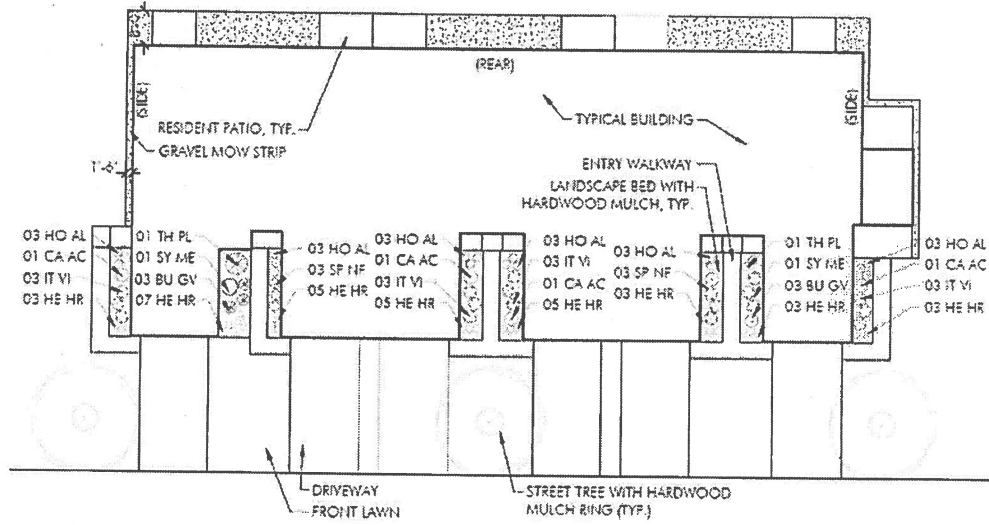 (REAR)
(SIDE)
(SIDE)
RESIDENT PATIO, TYP.
GRAVEL MOW STRIP
TYPICAL BUILDING
1'-6"
ENTRY WALKWAY
LANDSCAPE BED WITH
HARDWOOD MULCH, TYP.
03 HO AL
01 CA AC
03 IT VI
03 HE HR
01 TH PL
01 SY ME
03 BU GV
07 HE HR
03 HO AL
03 SP NF
05 HE HR
03 HO AL
01 CA AC
03 IT VI
05 HE HR
03 HO AL
03 IT VI
01 CA AC
05 HE HR
03 HO AL
03 SP NF
03 HE HR
01 TH PL
01 SY ME
03 BU GV
03 HE HR
03 HO AL
01 CA AC
03 IT VI
03 HE HR
DRIVEWAY
FRONT LAWN
STREET TREE WITH HARDWOOD
MULCH RING (TYP.)